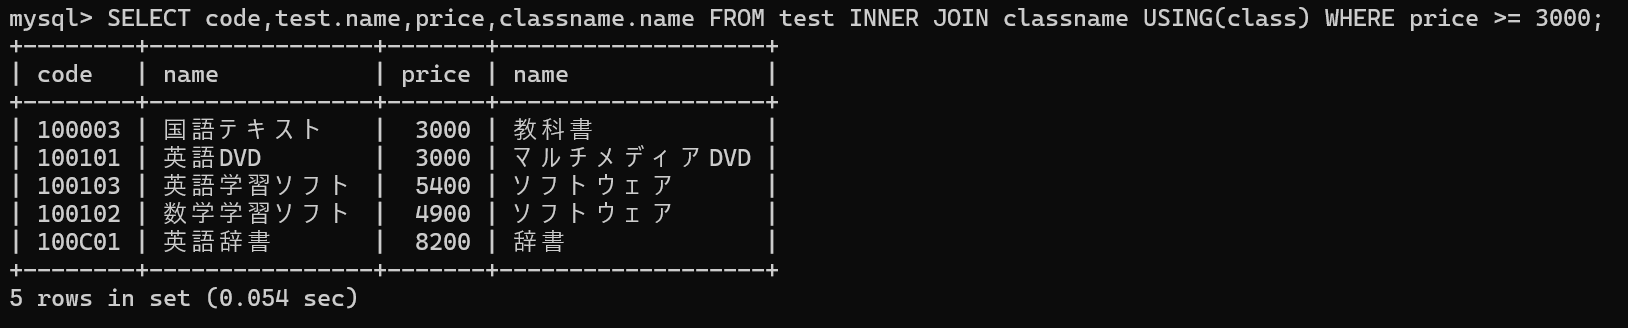 mysql> SELECT code,test.name,price,classname.name FROM test INNER JOIN classname USING(class) WHERE price >= 3000;
+--------+----------------+-------+-------------------+
| code   | name           | price | name              |
+--------+----------------+-------+-------------------+
| 100003 | 国語テキスト   |  3000 | 教科書            |
| 100101 | 英語DVD        |  3000 | マルチメディアDVD |
| 100103 | 英語学習ソフト |  5400 | ソフトウェア      |
| 100102 | 数学学習ソフト |  4900 | ソフトウェア      |
| 100C01 | 英語辞書       |  8200 | 辞書              |
+--------+----------------+-------+-------------------+
5 rows in set (0.054 sec)